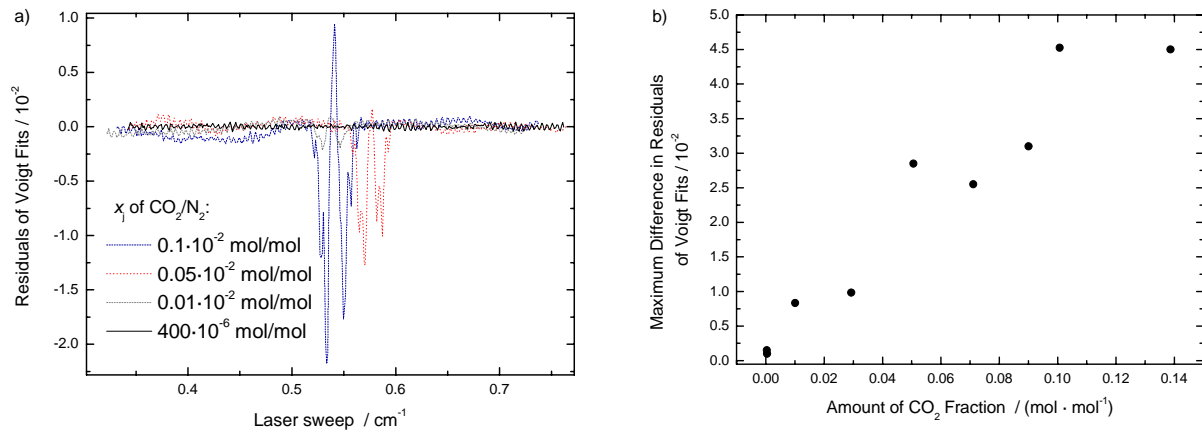 a)
1.0
0.5
0.0
-0.5
-1.0
-1.5
-2.0
Residuals of Voigt Fits / 10⁻²
xⱼ of CO₂/N₂:
0.1·10⁻² mol/mol
0.05·10⁻² mol/mol
0.01·10⁻² mol/mol
400·10⁻⁶ mol/mol
0.4 0.5 0.6 0.7
Laser sweep / cm⁻¹
b)
5.0
4.5
4.0
3.5
3.0
2.5
2.0
1.5
1.0
0.5
0.0
Maximum Difference in Residuals
of Voigt Fits / 10⁻²
0.00 0.02 0.04 0.06 0.08 0.10 0.12 0.14
Amount of CO₂ Fraction / (mol · mol⁻¹)